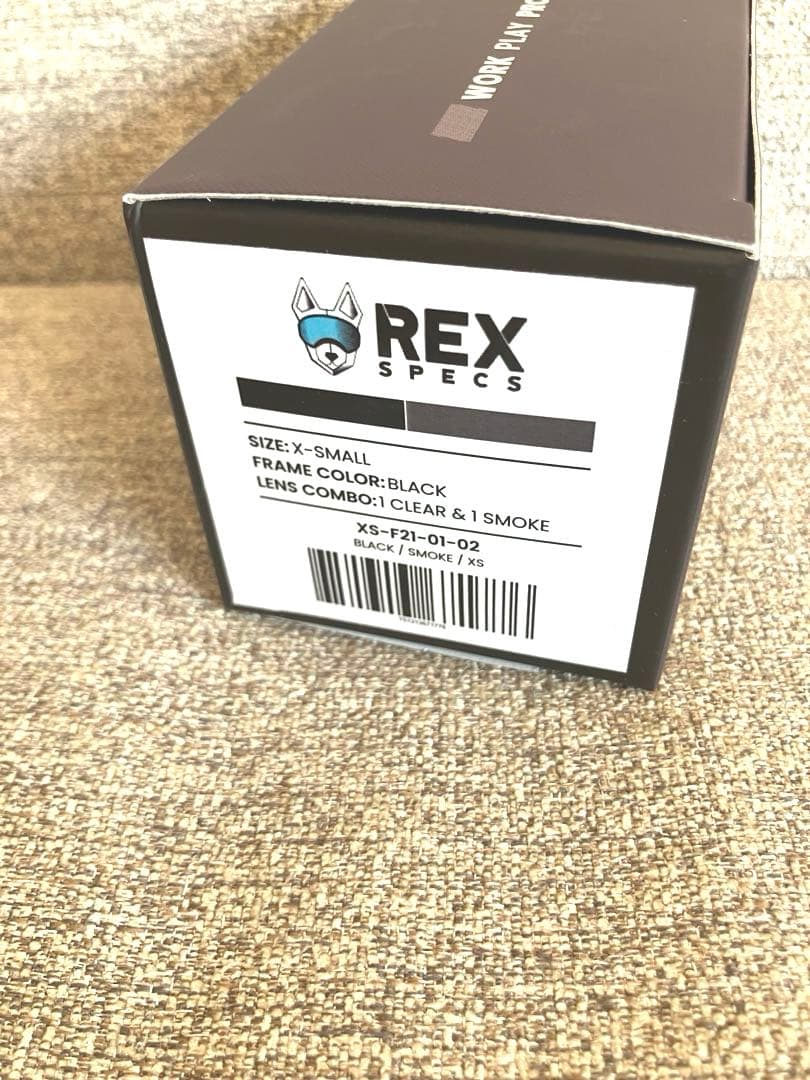 WORK PLAY
REX
SPECS
SIZE: X-SMALL
FRAME COLOR: BLACK
LENS COMBO: 1 CLEAR & 1 SMOKE
XS-F21-01-02
BLACK / SMOKE / XS